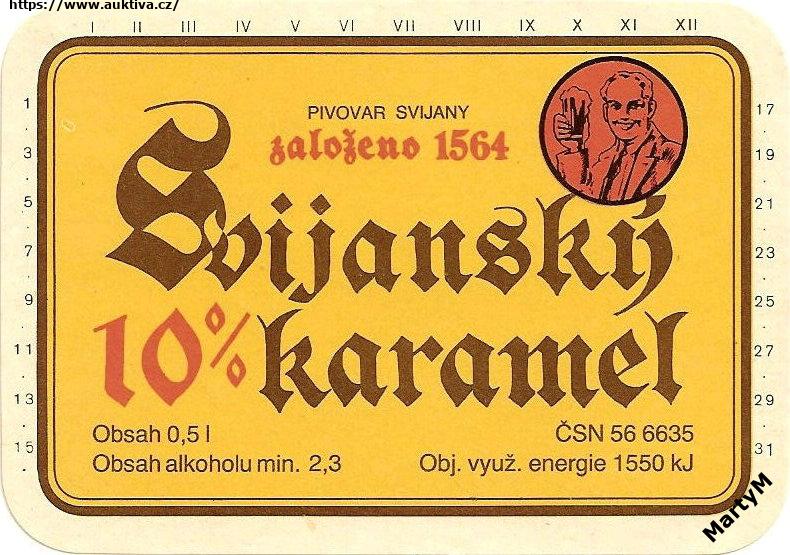 https://www.auktiva.cz/
I II III IV V VI VII VIII IX X XI XII
PIVOVAR SVIJANY
založeno 1564
Svijanský
10% karamel
Obsah 0,5 l
Obsah alkoholu min. 2,3
ČSN 56 6635
Obj. využ. energie 1550 kJ
1
3
5
7
9
11
13
15
17
19
21
23
25
27
29
31
MartyM